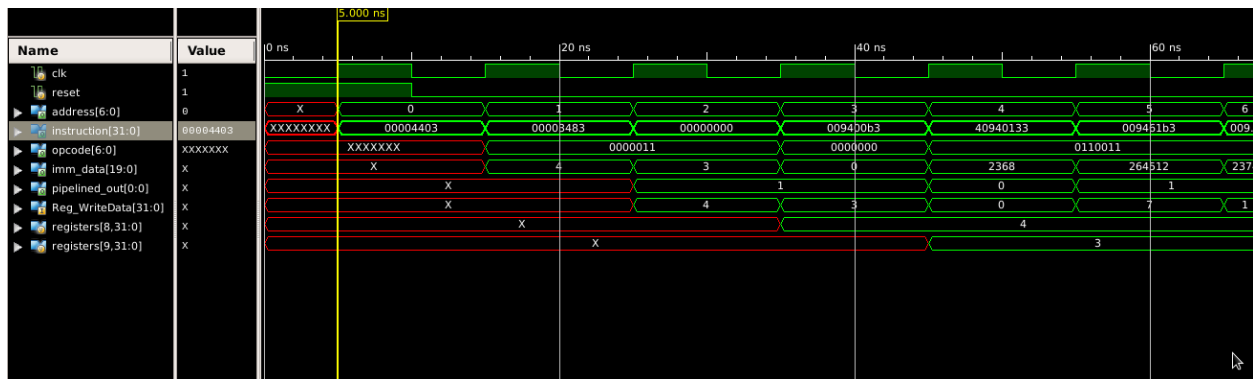 5.000 ns
Name Value 0 ns 20 ns 40 ns 60 ns
clk 1
reset 1
address[6:0] 0 X 0 1 2 3 4 5 6
instruction[31:0] 00004403 XXXXXXXX 00004403 00003483 00000000 009400b3 40940133 009461b3 009.
opcode[6:0] XXXXXXX XXXXXXX 0000011 0000000 0110011
imm_data[19:0] X X 4 3 0 2368 264512 237
pipelined_out[0:0] X X 1 0 1
Reg_WriteData[31:0] X X 4 3 0 7 1
registers[8,31:0] X X 4
registers[9,31:0] X X 3